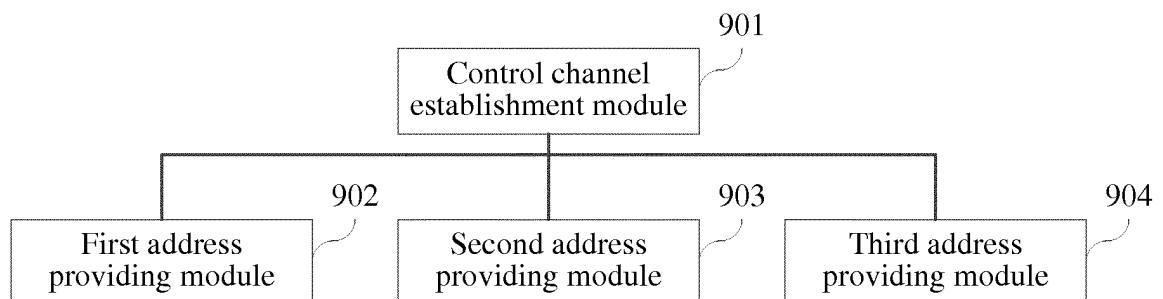 901
Control channel
establishment module
902
First address
providing module
903
Second address
providing module
904
Third address
providing module